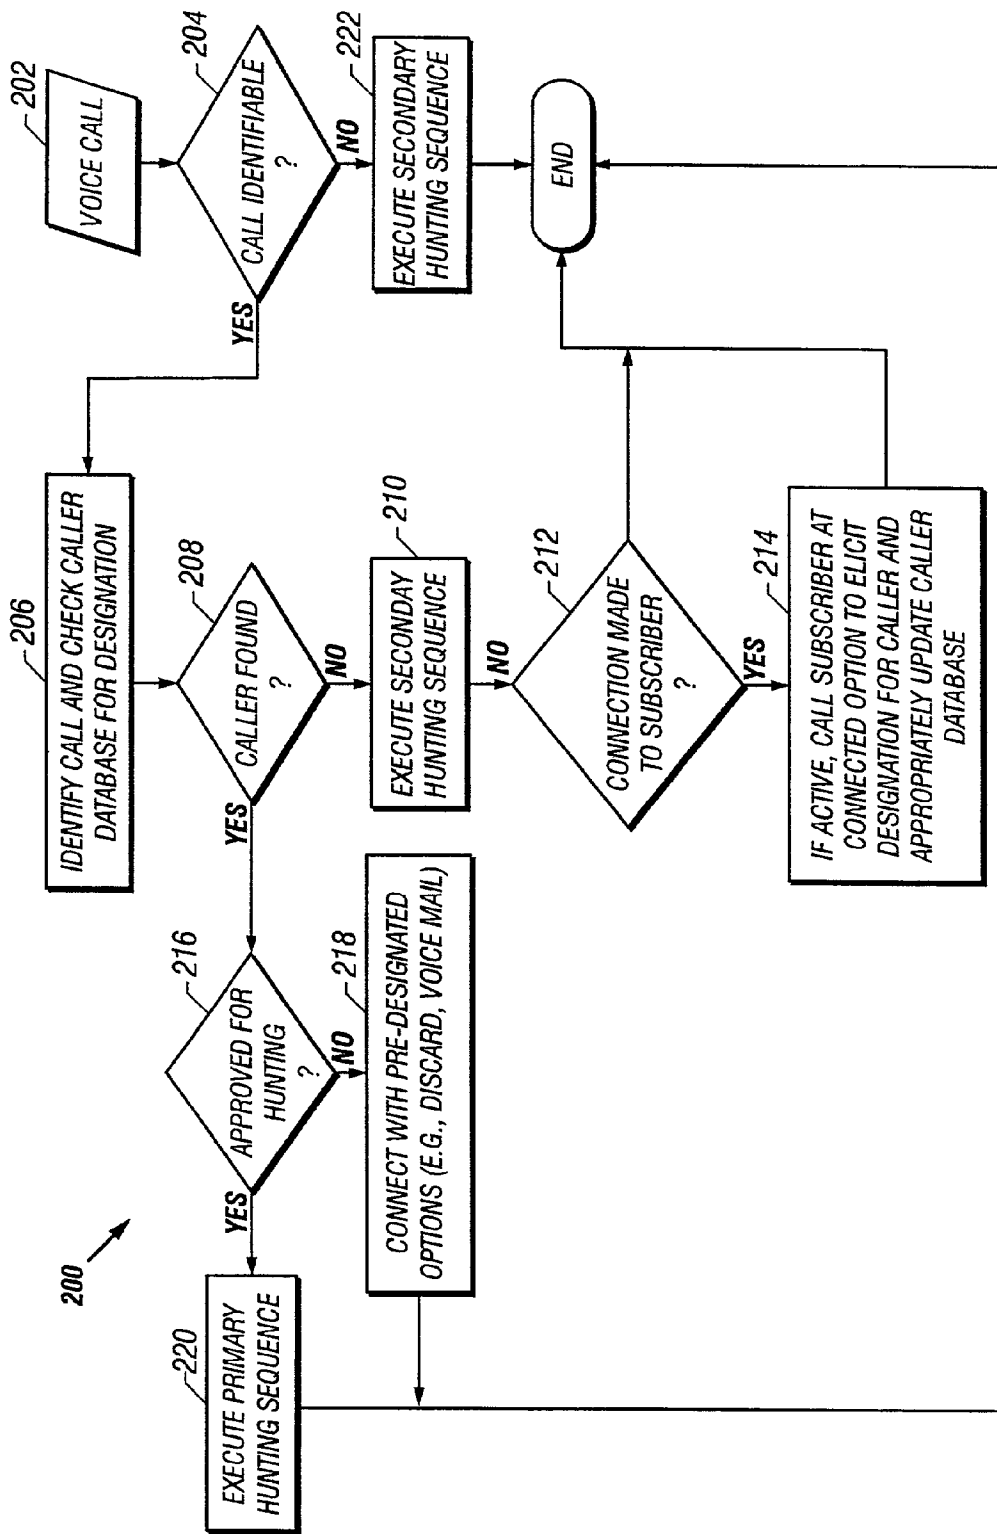 200
202
VOICE CALL
204
CALL IDENTIFIABLE
?
YES
NO
222
EXECUTE SECONDARY
HUNTING SEQUENCE
END
206
IDENTIFY CALL AND CHECK CALLER
DATABASE FOR DESIGNATION
208
CALLER FOUND
?
YES
NO
210
EXECUTE SECONDAY
HUNTING SEQUENCE
NO
212
CONNECTION MADE
TO SUBSCRIBER
?
YES
214
IF ACTIVE, CALL SUBSCRIBER AT
CONNECTED OPTION TO ELICIT
DESIGNATION FOR CALLER AND
APPROPRIATELY UPDATE CALLER
DATABASE
216
APPROVED FOR
HUNTING
?
YES
NO
218
CONNECT WITH PRE-DESIGNATED
OPTIONS (E.G., DISCARD, VOICE MAIL)
220
EXECUTE PRIMARY
HUNTING SEQUENCE